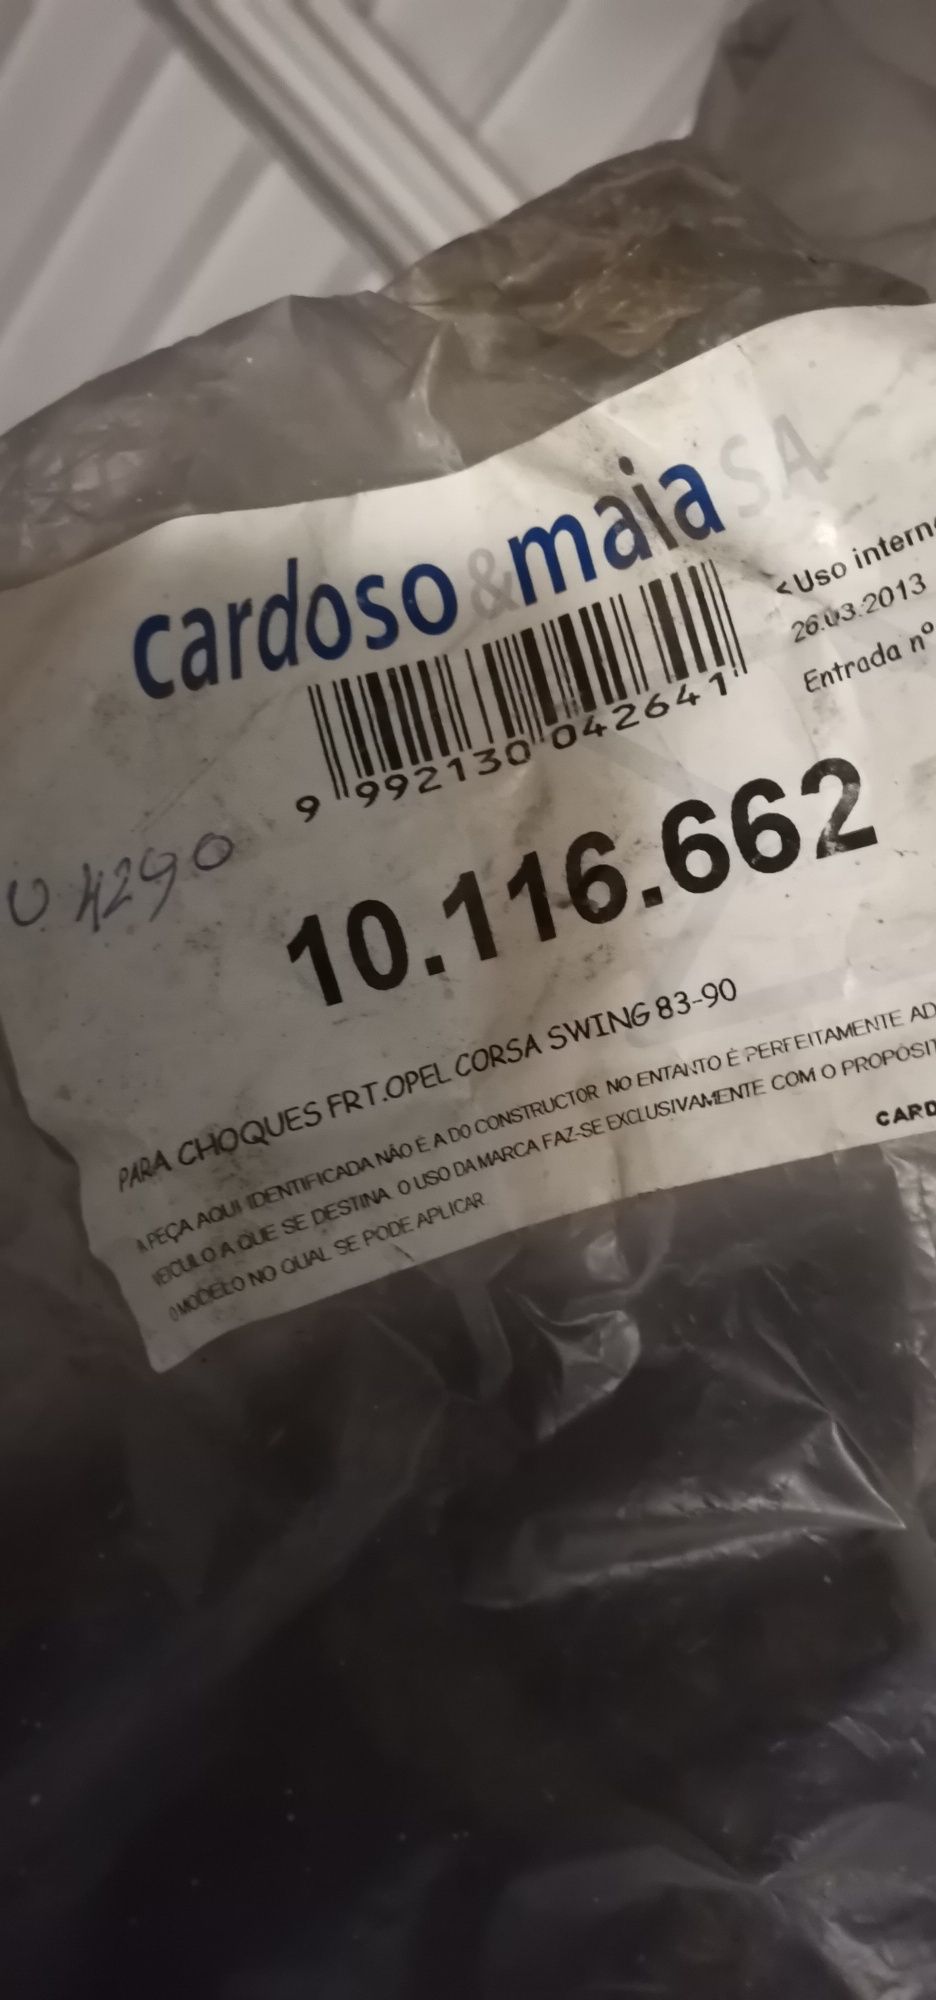 cardoso&maia SA
<Uso intern
26.03.2013
Entrada nº
9 992130 042641
U 4290
10.116.662
PARA CHOQUES FRT.OPEL CORSA SWING 83-90
A PEÇA AQUI IDENTIFICADA NÃO É A DO CONSTRUCTOR NO ENTANTO É PERFEITAMENTE AD
VEICULO A QUE SE DESTINA. O USO DA MARCA FAZ-SE EXCLUSIVAMENTE COM O PROPÓSIT
O MODELO NO QUAL SE PODE APLICAR
CARD